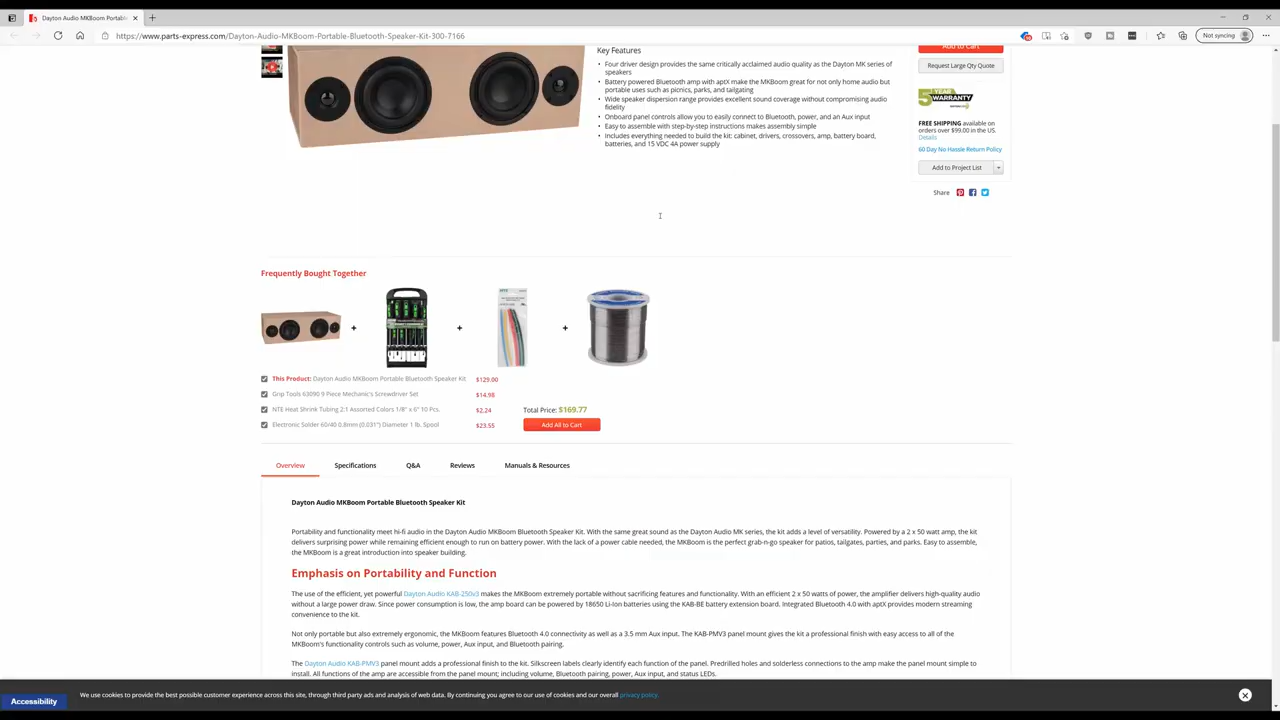 Dayton Audio MKBoom Portabl
https://www.parts-express.com/Dayton-Audio-MKBoom-Portable-Bluetooth-Speaker-Kit-300-7166
Not syncing
Key Features
Four driver design provides the same critically acclaimed audio quality as the Dayton MK series of
speakers
Battery powered Bluetooth amp with aptX make the MKBoom great for not only home audio but
portable uses such as picnics, parks, and tailgating
Wide speaker dispersion range provides excellent sound coverage without compromising audio
fidelity
Onboard panel controls allow you to easily connect to Bluetooth, power, and an Aux input
Easy to assemble with step-by-step instructions makes assembly simple
Includes everything needed to build the kit: cabinet, drivers, crossovers, amp, battery board,
batteries, and 15 VDC 4A power supply
Add to Cart
Request Large Qty Quote
5 YEAR
WARRANTY
FREE SHIPPING available on
orders over $99.00 in the US.
Details
60 Day No Hassle Return Policy
Add to Project List
Share
Frequently Bought Together
+ + +
This Product: Dayton Audio MKBoom Portable Bluetooth Speaker Kit $129.00
Grip Tools 63090 9 Piece Mechanic's Screwdriver Set $14.98
NTE Heat Shrink Tubing 2:1 Assorted Colors 1/8" x 6" 10 Pcs. $2.24
Electronic Solder 60/40 0.8mm (0.031") Diameter 1 lb. Spool $23.55
Total Price: $169.77
Add All to Cart
Overview Specifications Q&A Reviews Manuals & Resources
Dayton Audio MKBoom Portable Bluetooth Speaker Kit
Portability and functionality meet hi-fi audio in the Dayton Audio MKBoom Bluetooth Speaker Kit. With the same great sound as the Dayton Audio MK series, the kit adds a level of versatility. Powered by a 2 x 50 watt amp, the kit
delivers surprising power while remaining efficient enough to run on battery power. With the lack of a power cable needed, the MKBoom is the perfect grab-n-go speaker for patios, tailgates, parties, and parks. Easy to assemble,
the MKBoom is a great introduction into speaker building.
Emphasis on Portability and Function
The use of the efficient, yet powerful Dayton Audio KAB-250v3 makes the MKBoom extremely portable without sacrificing features and functionality. With an efficient 2 x 50 watts of power, the amplifier delivers high-quality audio
without a large power draw. Since power consumption is low, the amp board can be powered by 18650 Li-Ion batteries using the KAB-BE battery extension board. Integrated Bluetooth 4.0 with aptX provides modern streaming
convenience to the kit.
Not only portable but also extremely ergonomic, the MKBoom features Bluetooth 4.0 connectivity as well as a 3.5 mm Aux input. The KAB-PMV3 panel mount gives the kit a professional finish with easy access to all of the
MKBoom's functionality controls such as volume, power, Aux input, and Bluetooth pairing.
The Dayton Audio KAB-PMV3 panel mount adds a professional finish to the kit. Silkscreen labels clearly identify each function of the panel. Predrilled holes and solderless connections to the amp make the panel mount simple to
install. All functions of the amp are accessible from the panel mount; including volume, Bluetooth pairing, power, Aux input, and status LEDs.
We use cookies to provide the best possible customer experience across this site, through third party ads and analysis of web data. By continuing you agree to our use of cookies and our overall privacy policy.
Accessibility